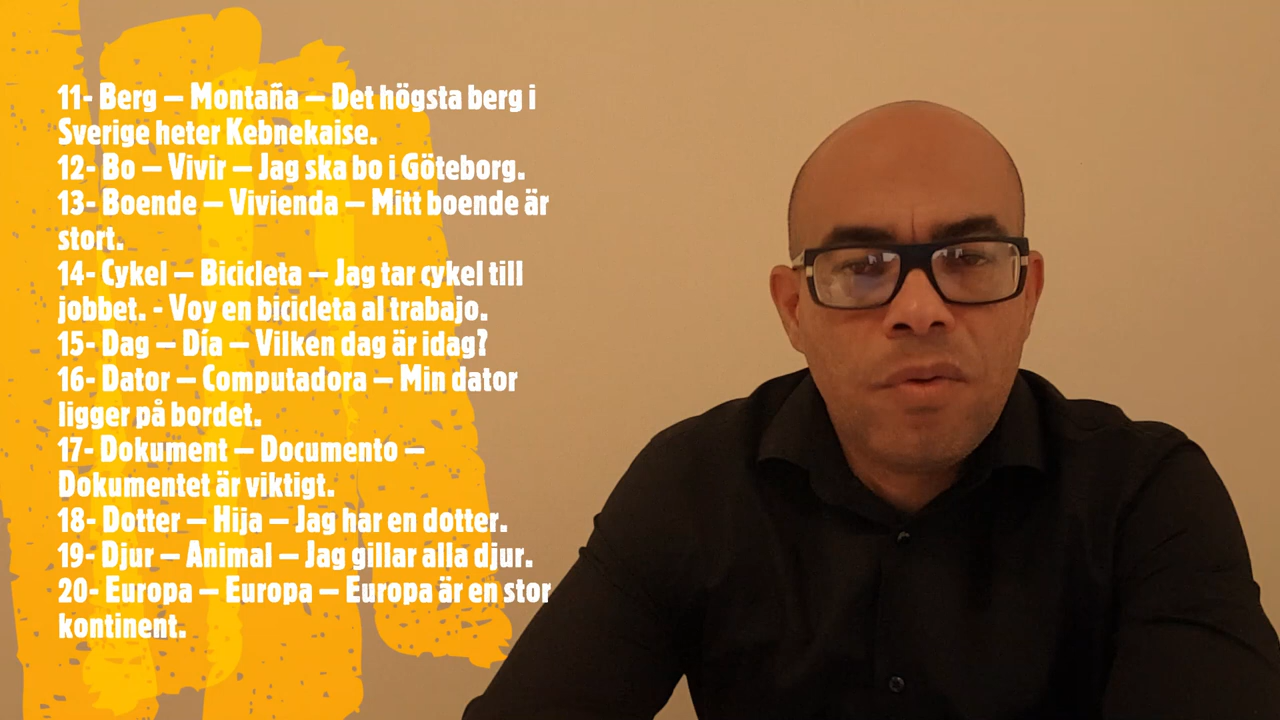 11- Berg – Montaña – Det högsta berg i
Sverige heter Kebnekaise.
12- Bo – Vivir – Jag ska bo i Göteborg.
13- Boende – Vivienda – Mitt boende är
stort.
14- Cykel – Bicicleta – Jag tar cykel till
jobbet. - Voy en bicicleta al trabajo.
15- Dag – Día – Vilken dag är idag?
16- Dator – Computadora – Min dator
ligger på bordet.
17- Dokument – Documento –
Dokumentet är viktigt.
18- Dotter – Hija – Jag har en dotter.
19- Djur – Animal – Jag gillar alla djur.
20- Europa – Europa – Europa är en stor
kontinent.